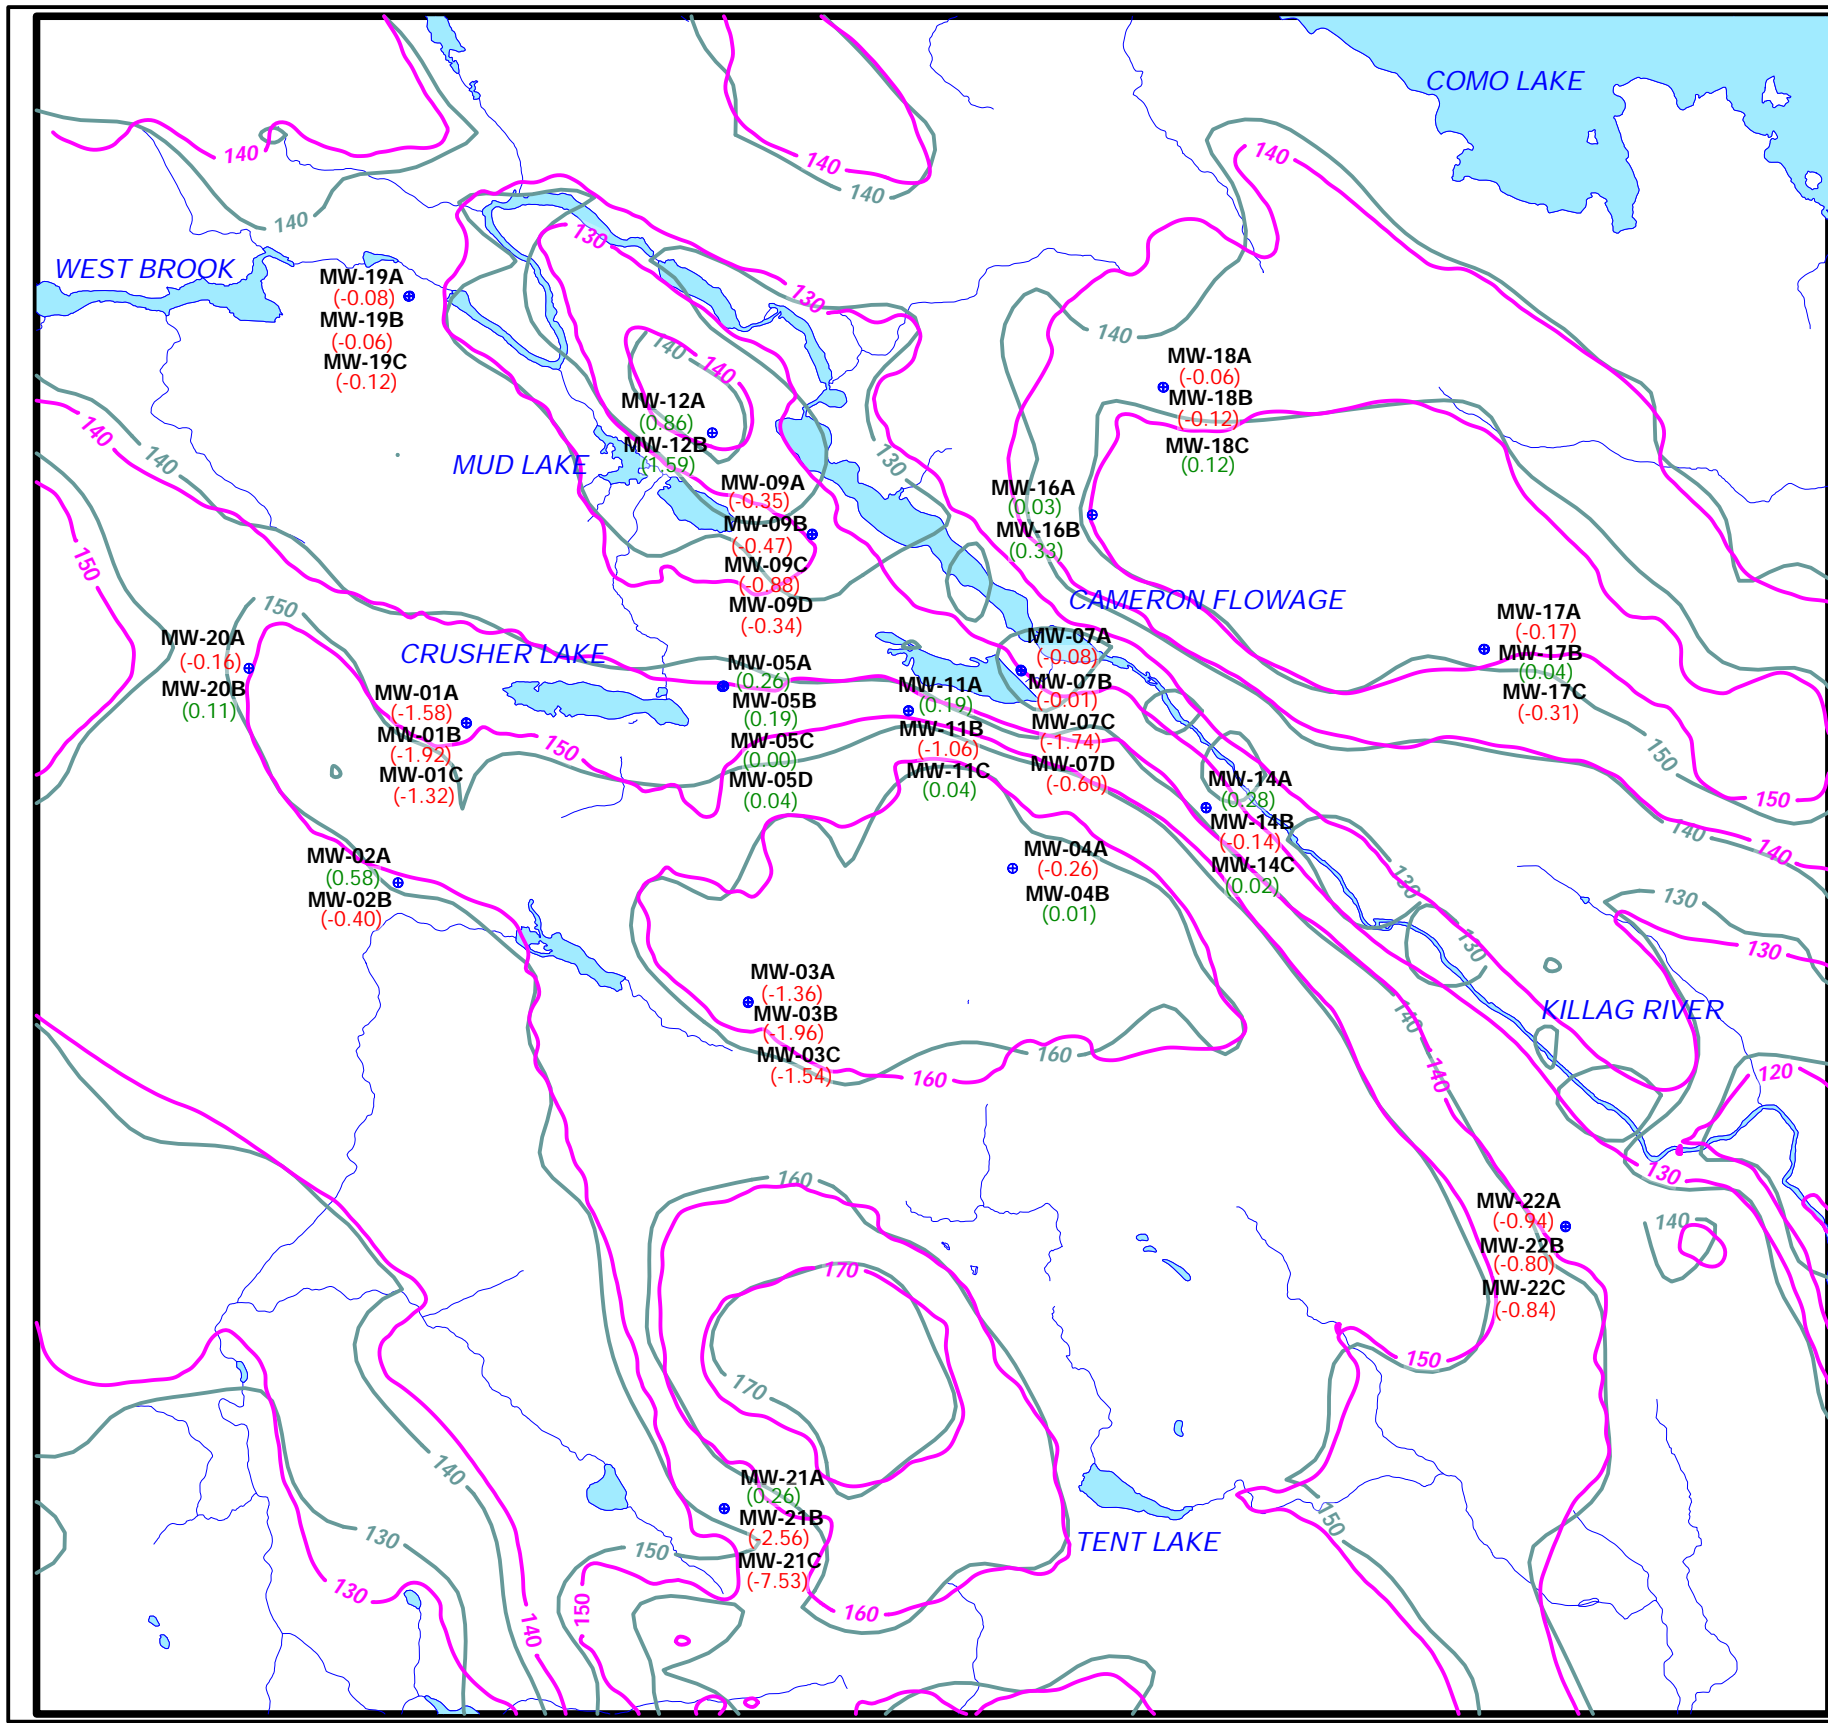 COMO LAKE
140
140
140
140
140
140
WEST BROOK
130
130
MW-19A
(-0.08)
MW-19B
(-0.06)
MW-19C
(-0.12)
140
140
140
MW-18A
(-0.06)
MW-18B
(-0.12)
MW-18C
(0.12)
MW-12A
(0.86)
MW-12B
(1.59)
140
140
MUD LAKE
130
MW-09A
(-0.35)
MW-09B
(-0.47)
MW-09C
(-0.88)
MW-09D
(-0.34)
MW-16A
(0.03)
MW-16B
(0.33)
150
150
CAMERON FLOWAGE
MW-17A
(-0.17)
MW-17B
(0.04)
MW-17C
(-0.31)
MW-20A
(-0.16)
MW-20B
(0.11)
CRUSHER LAKE
MW-01A
(-1.58)
MW-01B
(-1.92)
MW-01C
(-1.32)
150
MW-05A
(0.26)
MW-05B
(0.19)
MW-05C
(0.00)
MW-05D
(0.04)
MW-11A
(0.19)
MW-11B
(-1.06)
MW-11C
(0.04)
MW-07A
(-0.08)
MW-07B
(-0.01)
MW-07C
(-1.74)
MW-07D
(-0.60)
150
150
MW-14A
(0.28)
MW-14B
(-0.14)
MW-14C
(0.02)
140
140
MW-02A
(0.58)
MW-02B
(-0.40)
MW-04A
(-0.26)
MW-04B
(0.01)
130
130
130
130
MW-03A
(-1.36)
MW-03B
(-1.96)
MW-03C
(-1.54)
KILLAG RIVER
140
160
160
140
120
130
160
MW-22A
(-0.94)
MW-22B
(-0.80)
MW-22C
(-0.84)
140
170
150
170
140
MW-21A
(0.26)
MW-21B
(-2.56)
MW-21C
(-7.53)
130
150
150
TENT LAKE
130
150
160
140